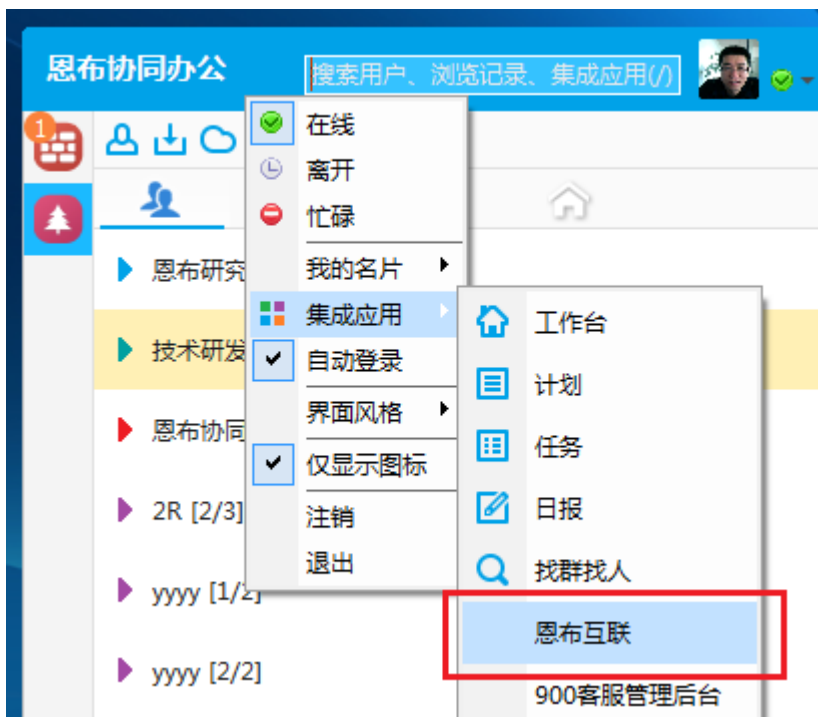 恩布协同办公
搜索用户、浏览记录、集成应用(/)
1
在线
离开
忙碌
我的名片
集成应用
自动登录
界面风格
仅显示图标
注销
退出
恩布研究
技术研发
恩布协同
2R [2/3]
yyyy [1/2]
yyyy [2/2]
工作台
计划
任务
日报
找群找人
恩布互联
900客服管理后台